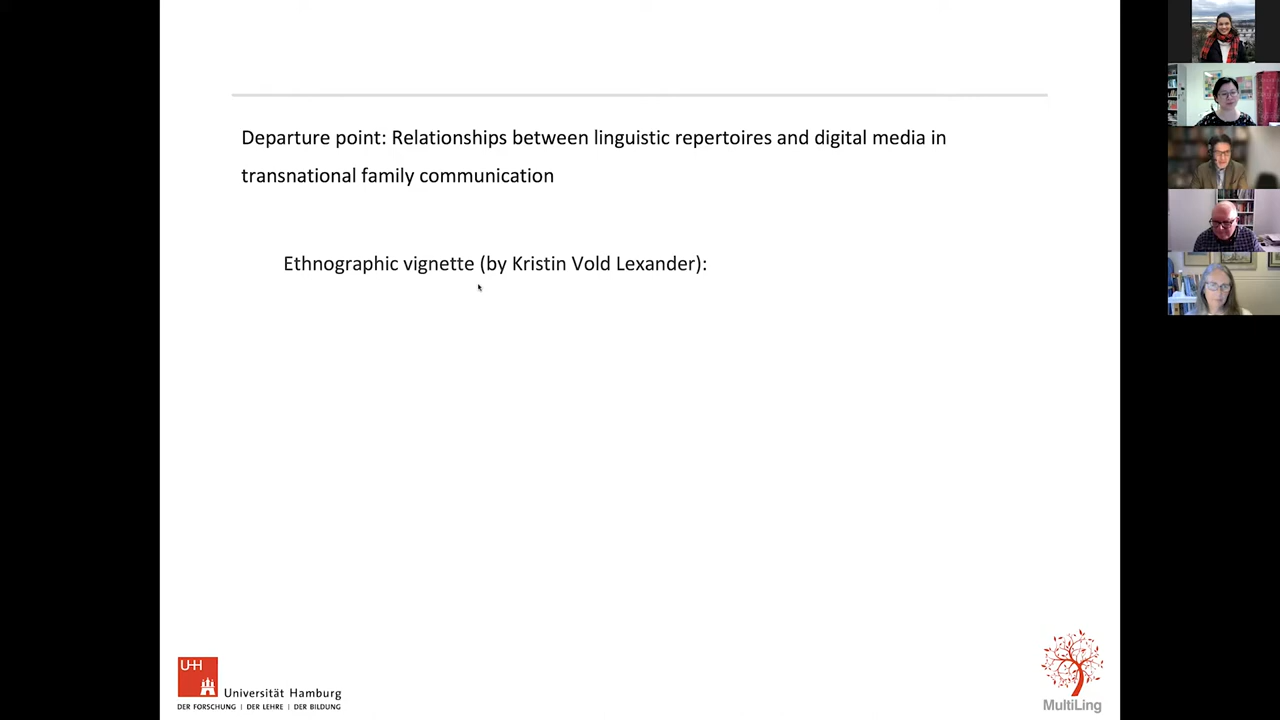 Departure point: Relationships between linguistic repertoires and digital media in
transnational family communication
Ethnographic vignette (by Kristin Vold Lexander):
UH
Universität Hamburg
DER FORSCHUNG | DER LEHRE | DER BILDUNG
MultiLing